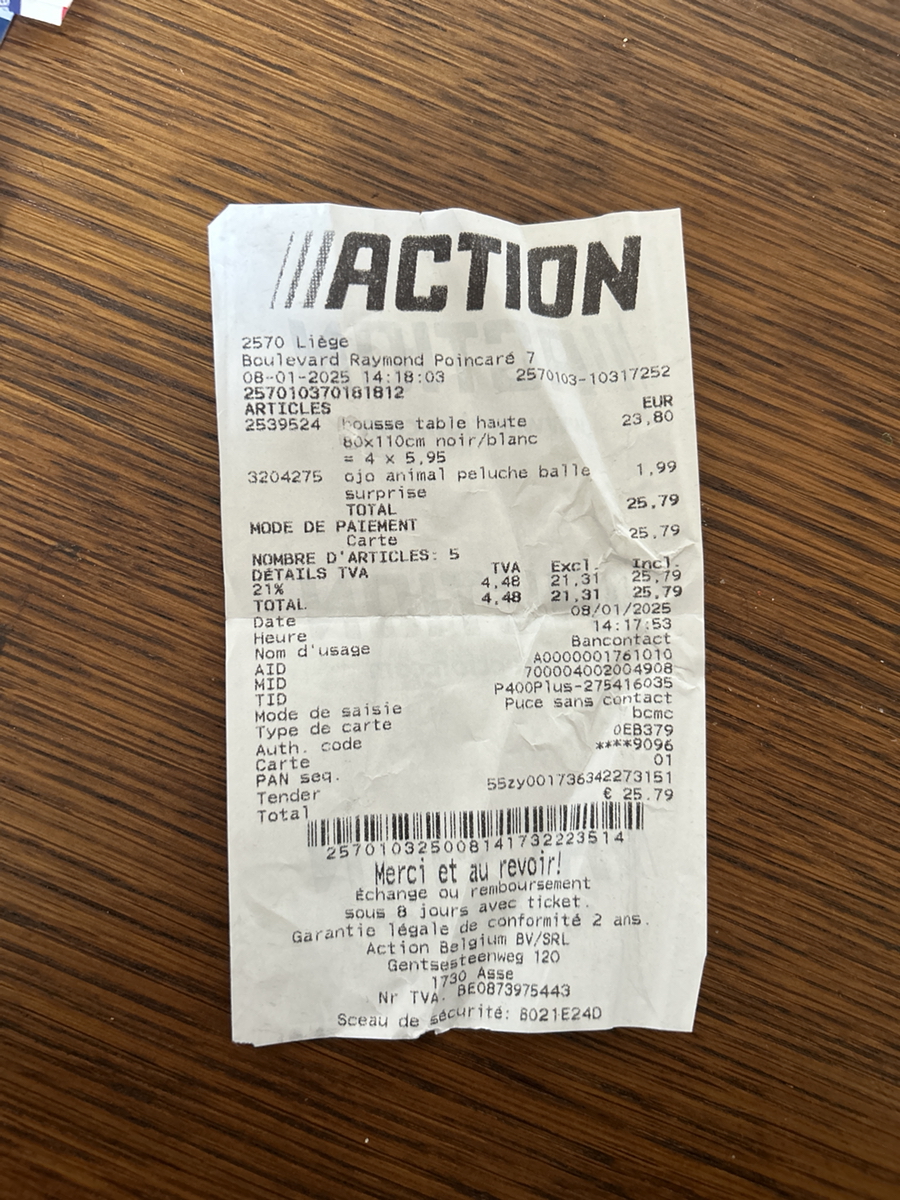 ///ACTION
2570 Liège
Boulevard Raymond Poincaré 7
08-01-2025 14:18:03 2570103-10317252
257010370181812
ARTICLES EUR
2539524 housse table haute 23,80
80x110cm noir/blanc
= 4 x 5,95
3204275 ojo animal peluche balle 1,99
surprise
TOTAL 25,79
MODE DE PAIEMENT
Carte 25,79
NOMBRE D'ARTICLES: 5
DÉTAILS TVA TVA Excl. Incl.
21% 4,48 21,31 25,79
TOTAL 4,48 21,31 25,79
Date 08/01/2025
Heure 14:17:53
Nom d'usage Bancontact
AID A0000001761010
MID 700004002004908
TID P400Plus-275416035
Mode de saisie Puce sans contact
Type de carte bcmc
Auth. code 0EB379
Carte ****9096
PAN seq. 01
Tender 55zy001736342273151
Total € 25.79
257010325008141732223514
Merci et au revoir!
Échange ou remboursement
sous 8 jours avec ticket.
Garantie légale de conformité 2 ans.
Action Belgium BV/SRL
Gentsesteenweg 120
1730 Asse
Nr TVA: BE0873975443
Sceau de sécurité: 8021E24D